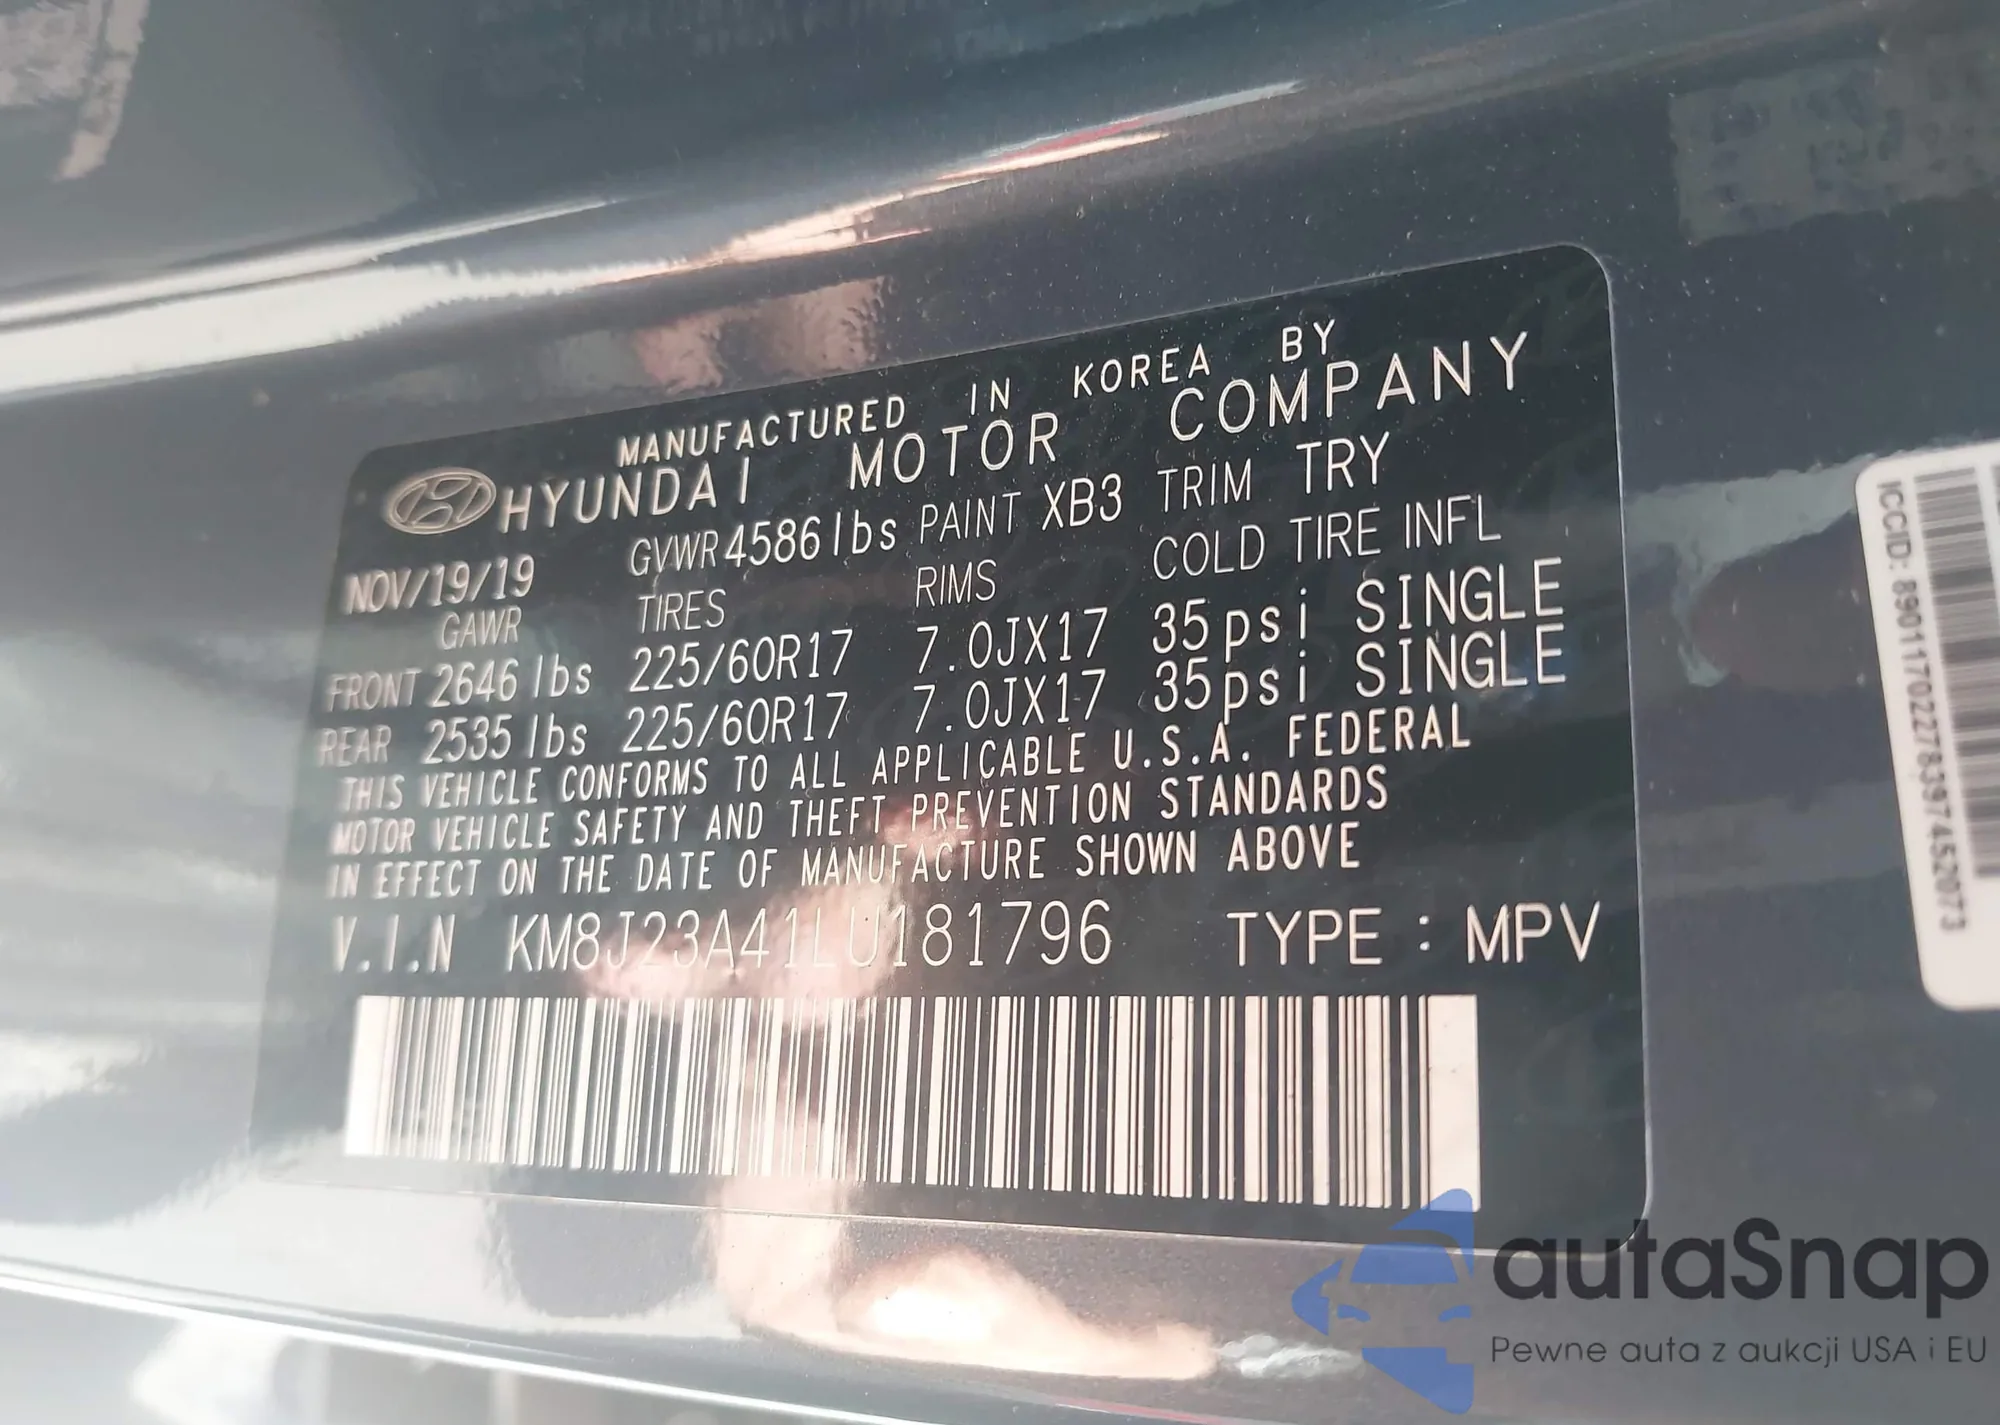 MANUFACTURED IN KOREA BY
HYUNDAI MOTOR COMPANY
NOV/19/19 GVWR 4586lbs PAINT XB3 TRIM TRY
GAWR TIRES RIMS COLD TIRE INFL
FRONT 2646 lbs 225/60R17 7.0JX17 35psi SINGLE
REAR 2535 lbs 225/60R17 7.0JX17 35psi SINGLE
THIS VEHICLE CONFORMS TO ALL APPLICABLE U.S.A. FEDERAL
MOTOR VEHICLE SAFETY AND THEFT PREVENTION STANDARDS
IN EFFECT ON THE DATE OF MANUFACTURE SHOWN ABOVE
V.I.N KM8J23A41LU181796 TYPE : MPV
ICCID: 89011702278397452073
autaSnap
Pewne auta z aukcji USA i EU